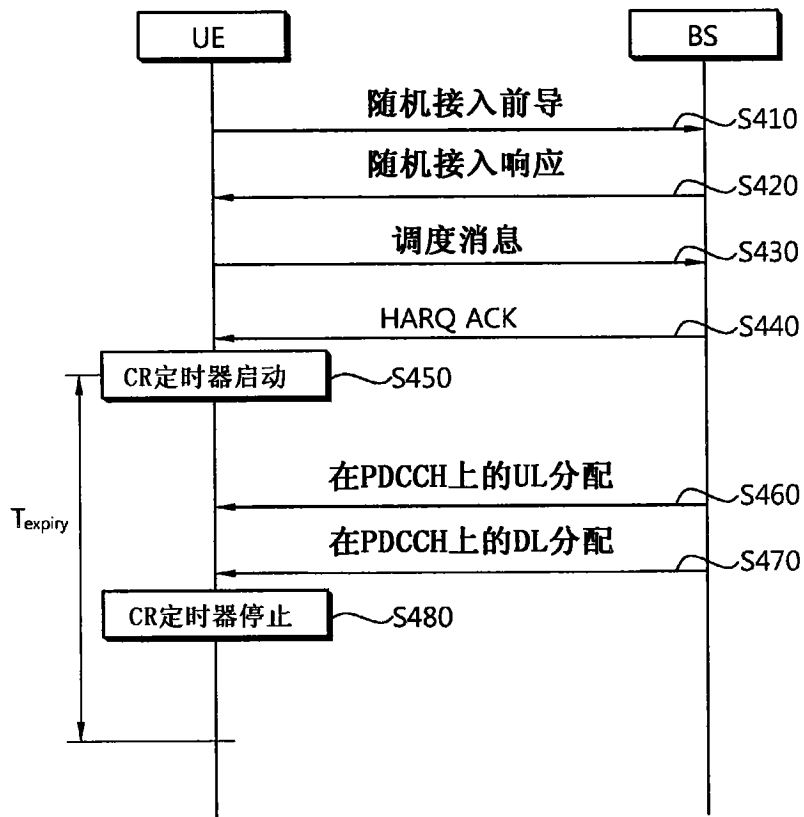 UE
BS
随机接入前导
S410
随机接入响应
S420
调度消息
S430
HARQ ACK
S440
CR定时器启动
S450
在PDCCH上的UL分配
S460
Texpiry
在PDCCH上的DL分配
S470
CR定时器停止
S480